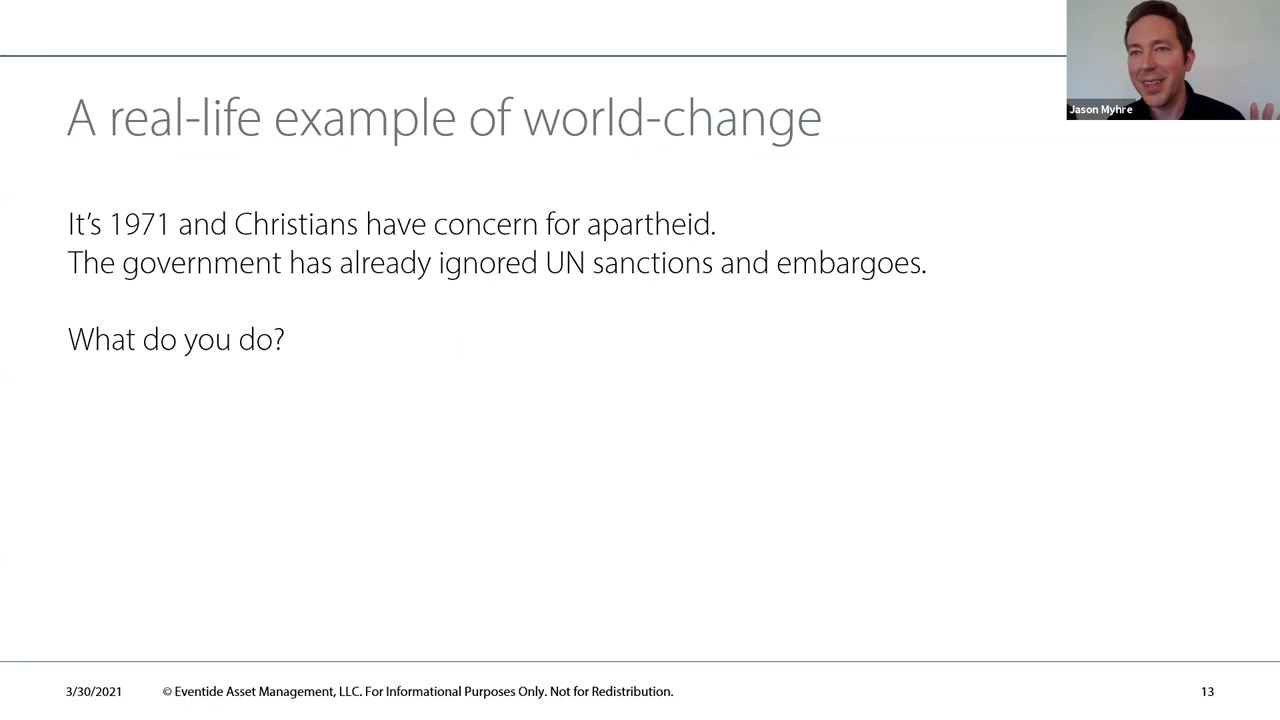 Jason Myhre
A real-life example of world-change
It’s 1971 and Christians have concern for apartheid.
The government has already ignored UN sanctions and embargoes.
What do you do?
3/30/2021 © Eventide Asset Management, LLC. For Informational Purposes Only. Not for Redistribution. 13